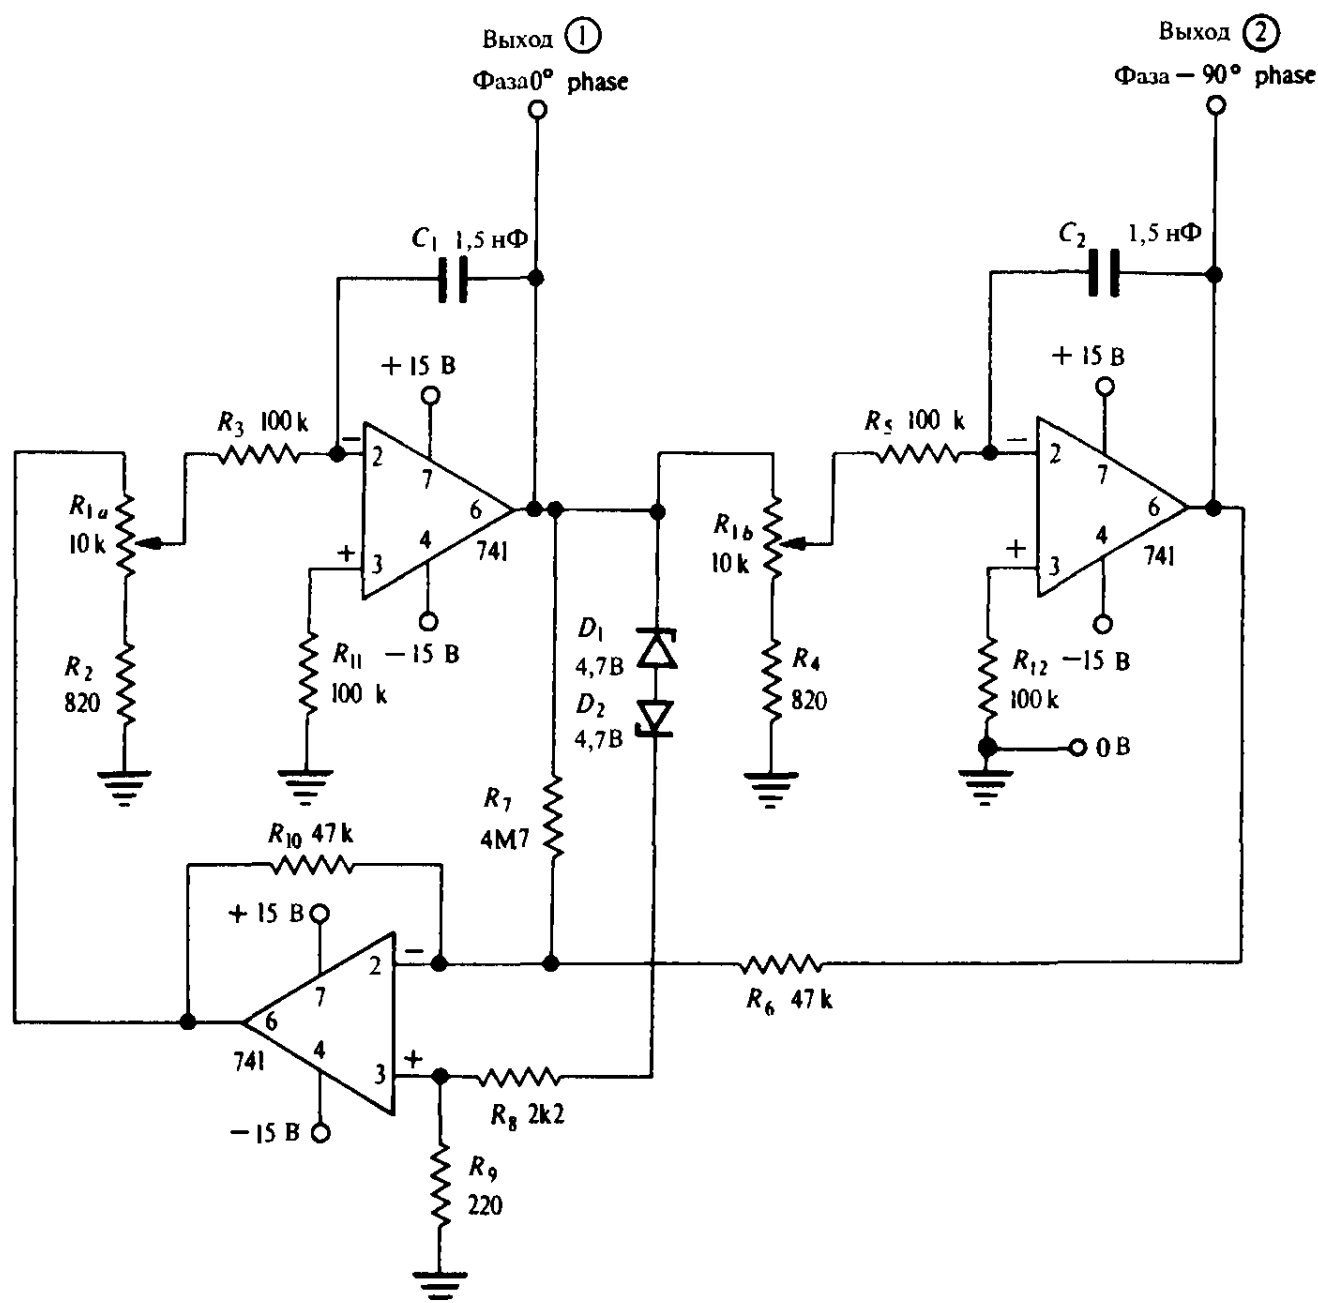 Выход ①
Фаза 0° phase
Выход ②
Фаза – 90° phase
C₁ 1,5 нФ
C₂ 1,5 нФ
+ 15 В
+ 15 В
R₃ 100 k
R₅ 100 k
– 2
7
6
– 2
7
6
R₁ₐ
10 k
R₁b
10 k
+ 3
4
741
+ 3
4
741
– 15 В
–15 В
R₂
820
R₁₁
100 k
D₁
4,7В
D₂
4,7В
R₄
820
R₁₂
100 k
0 В
R₇
4M7
R₁₀ 47 k
+ 15 В
– 2
7
6
R₆ 47 k
741
4
+ 3
– 15 В
R₈ 2k2
R₉
220